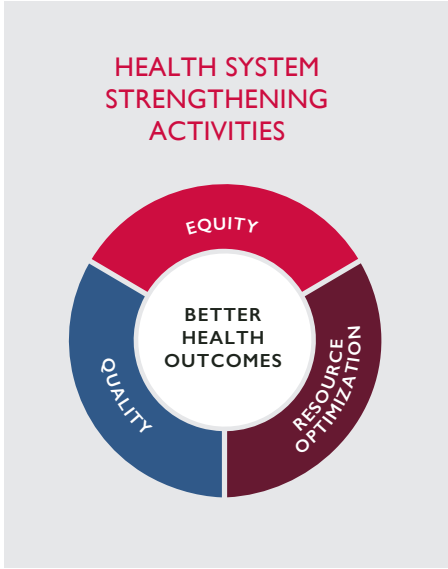 HEALTH SYSTEM
STRENGTHENING
ACTIVITIES
EQUITY
BETTER
HEALTH
OUTCOMES
QUALITY
RESOURCE
OPTIMIZATION